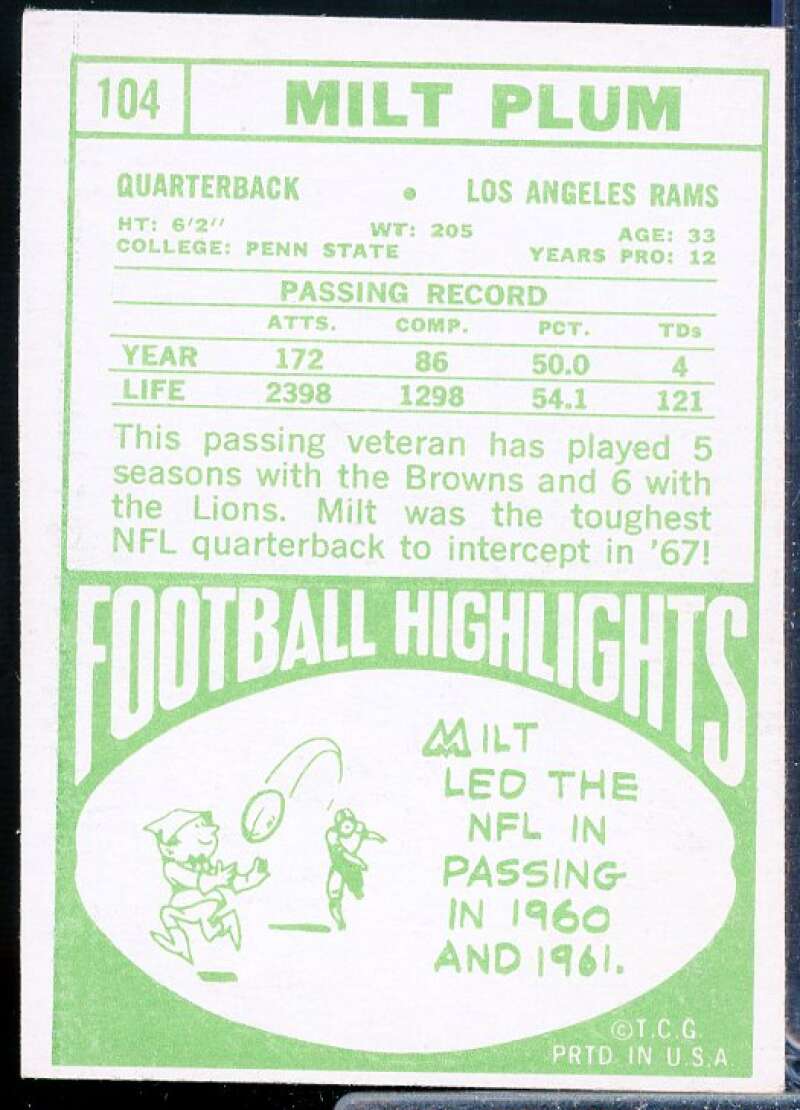 104 MILT PLUM
QUARTERBACK • LOS ANGELES RAMS
HT: 6'2" WT: 205 AGE: 33
COLLEGE: PENN STATE YEARS PRO: 12
PASSING RECORD
ATTS. COMP. PCT. TDs
YEAR 172 86 50.0 4
LIFE 2398 1298 54.1 121
This passing veteran has played 5
seasons with the Browns and 6 with
the Lions. Milt was the toughest
NFL quarterback to intercept in '67!
FOOTBALL HIGHLIGHTS
MILT
LED THE
NFL IN
PASSING
IN 1960
AND 1961.
©T.C.G.
PRTD. IN U.S.A.